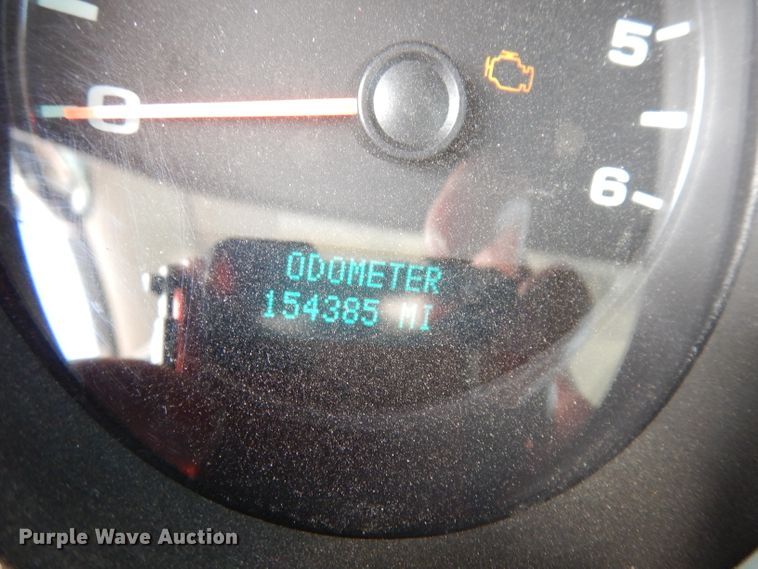 5
0
6
ODOMETER
154385 MI
Purple Wave Auction